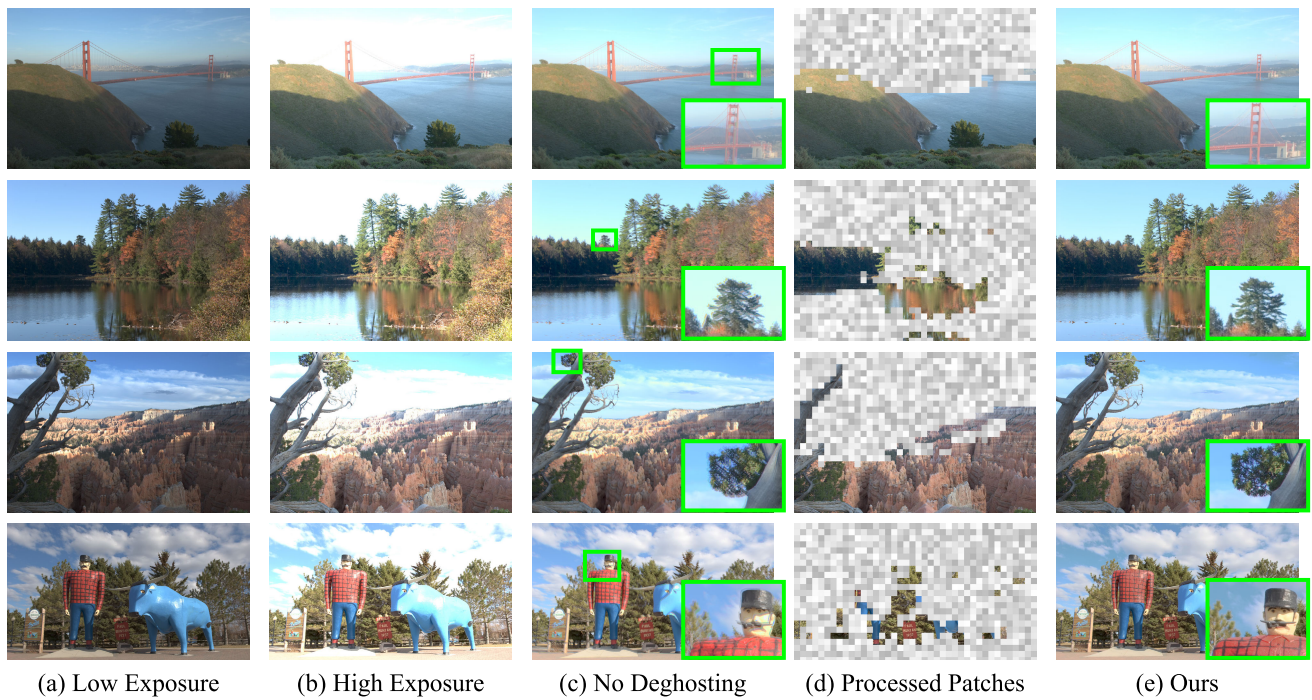 (a) Low Exposure
(b) High Exposure
(c) No Deghosting
(d) Processed Patches
(e) Ours